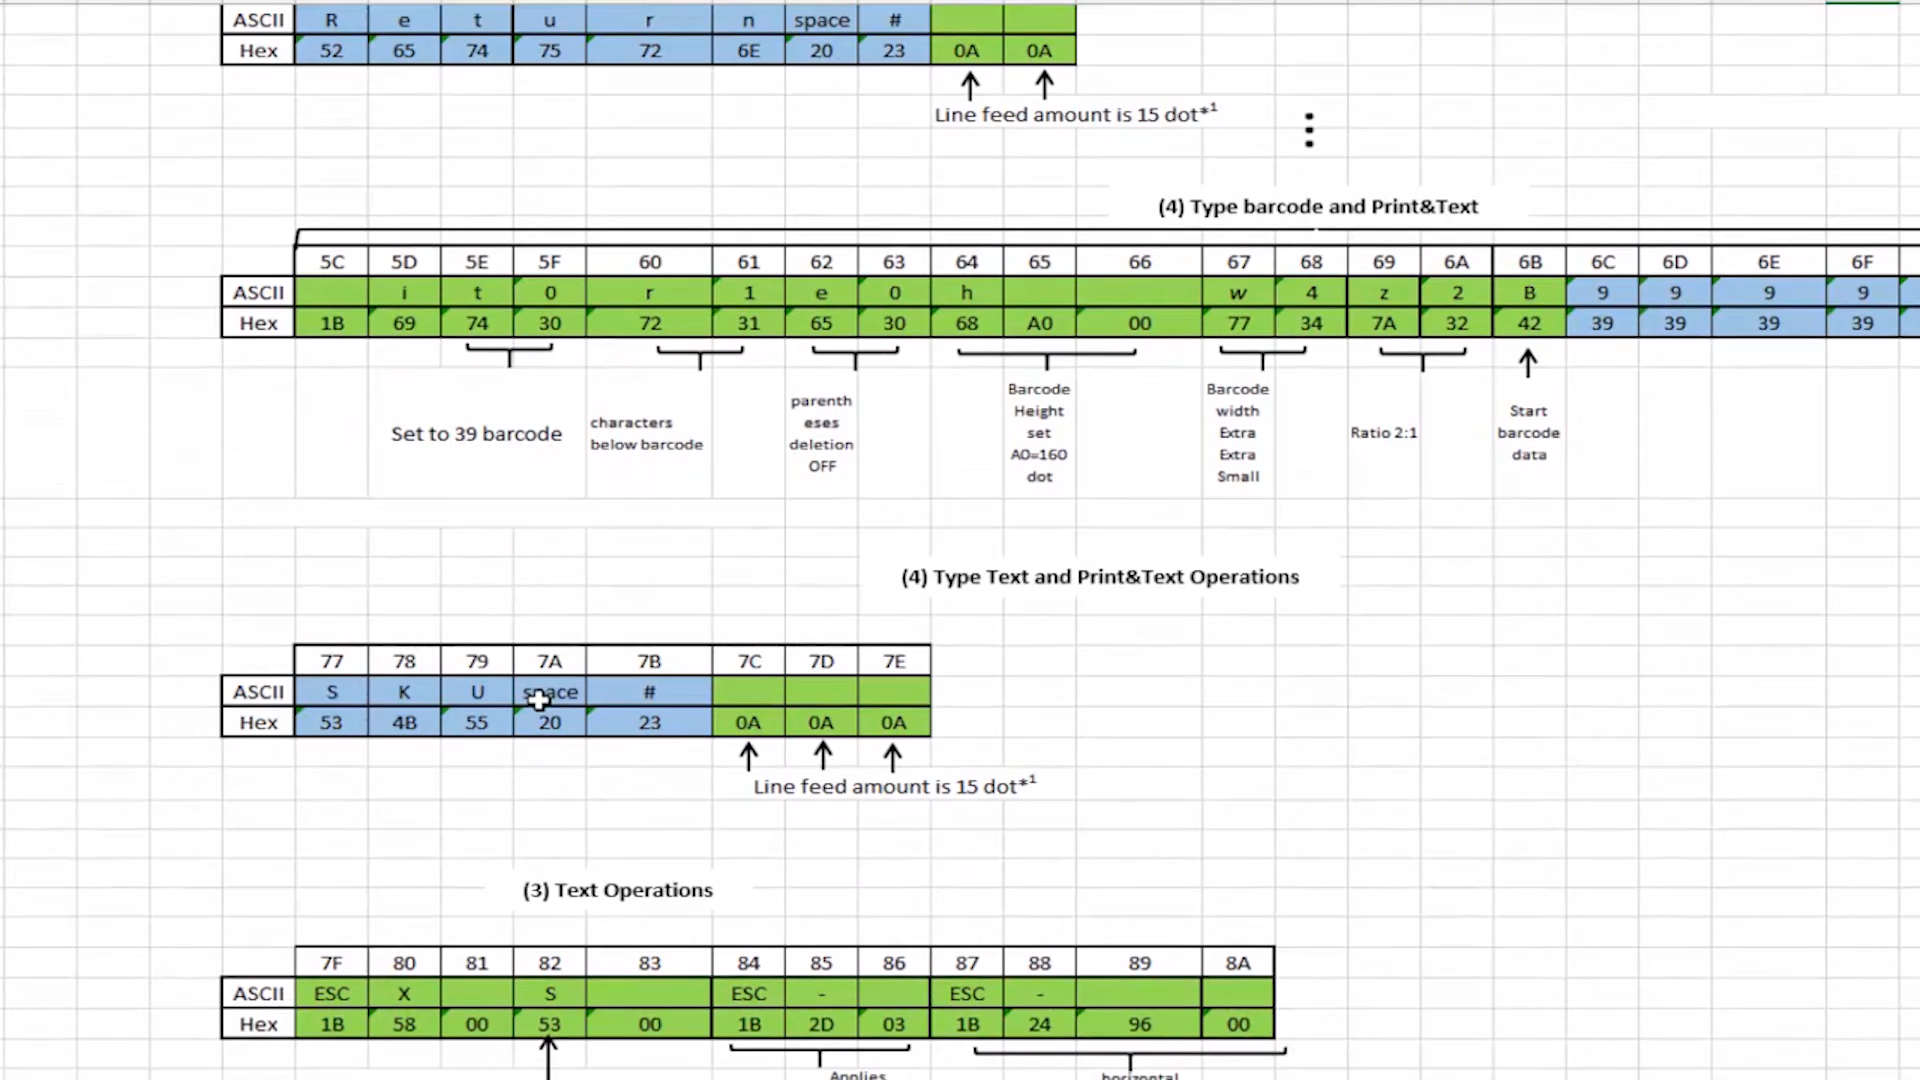 ASCII R e t u r n space #
Hex 52 65 74 75 72 6E 20 23 0A 0A
Line feed amount is 15 dot*1
(4) Type barcode and Print&Text
5C 5D 5E 5F 60 61 62 63 64 65 66 67 68 69 6A 6B 6C 6D 6E 6F
ASCII i t 0 r 1 e 0 h w 4 z 2 B 9 9 9 9
Hex 1B 69 74 30 72 31 65 30 68 A0 00 77 34 7A 32 42 39 39 39 39
Set to 39 barcode
characters
below barcode
parenth
eses
deletion
OFF
Barcode
Height
set
A0=160
dot
Barcode
width
Extra
Extra
Small
Ratio 2:1
Start
barcode
data
(4) Type Text and Print&Text Operations
77 78 79 7A 7B 7C 7D 7E
ASCII S K U space #
Hex 53 4B 55 20 23 0A 0A 0A
Line feed amount is 15 dot*1
(3) Text Operations
7F 80 81 82 83 84 85 86 87 88 89 8A
ASCII ESC X S ESC - ESC -
Hex 1B 58 00 53 00 1B 2D 03 1B 24 96 00
Applies
horizontal